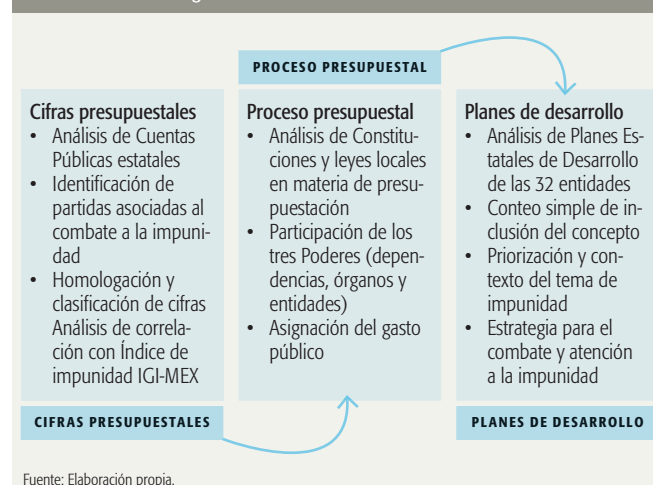 PROCESO PRESUPUESTAL
Cifras presupuestales
• Análisis de Cuentas
Públicas estatales
• Identificación de
partidas asociadas al
combate a la impuni-
dad
• Homologación y
clasificación de cifras
Análisis de correla-
ción con Índice de
impunidad IGI-MEX
CIFRAS PRESUPUESTALES
Proceso presupuestal
• Análisis de Constitu-
ciones y leyes locales
en materia de presu-
puestación
• Participación de los
tres Poderes (depen-
dencias, órganos y
entidades)
• Asignación del gasto
público
Planes de desarrollo
• Análisis de Planes Es-
tatales de Desarrollo
de las 32 entidades
• Conteo simple de in-
clusión del concepto
• Priorización y con-
texto del tema de
impunidad
• Estrategia para el
combate y atención
a la impunidad
PLANES DE DESARROLLO
Fuente: Elaboración propia.